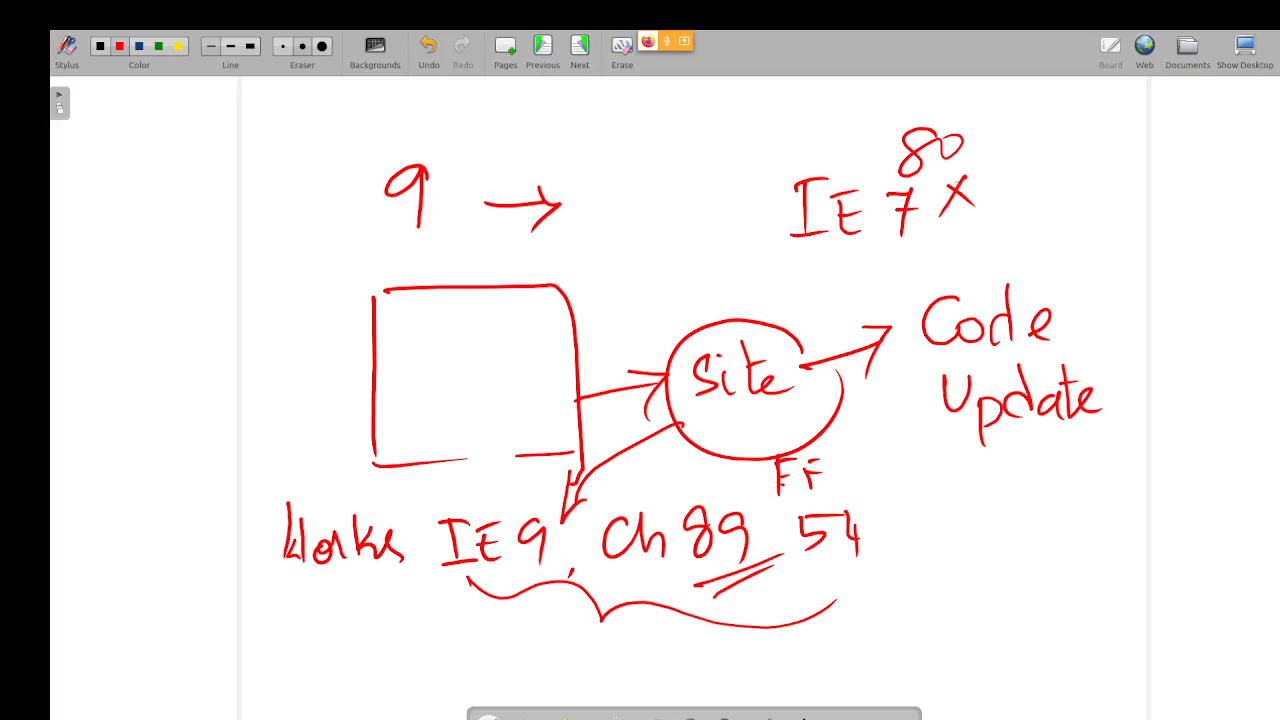 Stylus Color Line Eraser Backgrounds Undo Redo Pages Previous Next Erase Board Web Documents Show Desktop
80
9 → IE 7 X
Site → Code
Update
FF
Works IE 9, Ch 89 54